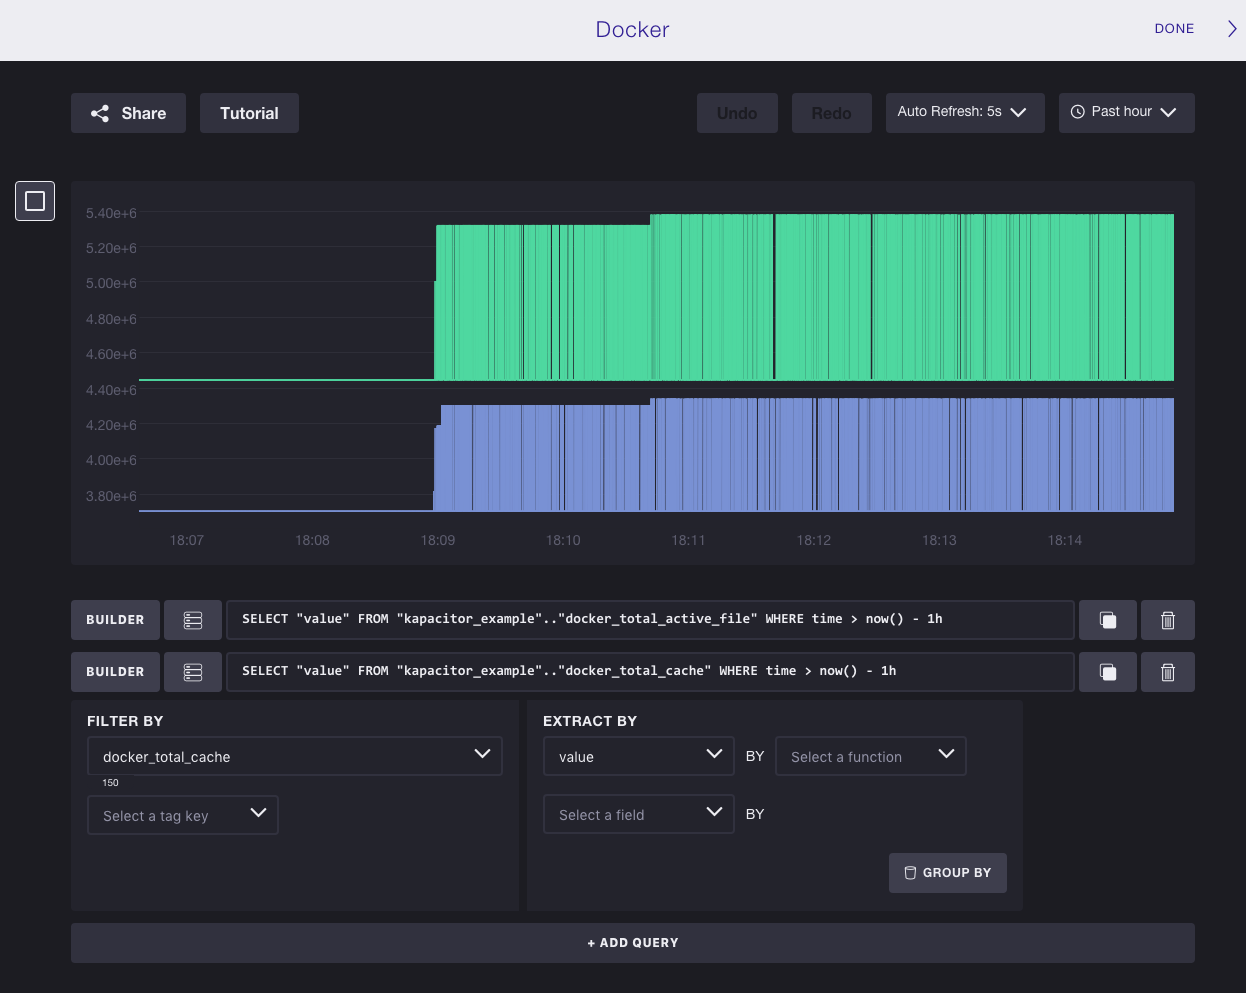 Docker
DONE
Share
Tutorial
Undo
Redo
Auto Refresh: 5s
Past hour
5.40e+6
5.20e+6
5.00e+6
4.80e+6
4.60e+6
4.40e+6
4.20e+6
4.00e+6
3.80e+6
18:07 18:08 18:09 18:10 18:11 18:12 18:13 18:14
BUILDER
SELECT "value" FROM "kapacitor_example".."docker_total_active_file" WHERE time > now() - 1h
BUILDER
SELECT "value" FROM "kapacitor_example".."docker_total_cache" WHERE time > now() - 1h
FILTER BY
docker_total_cache
150
Select a tag key
EXTRACT BY
value
BY
Select a function
Select a field
BY
GROUP BY
+ ADD QUERY